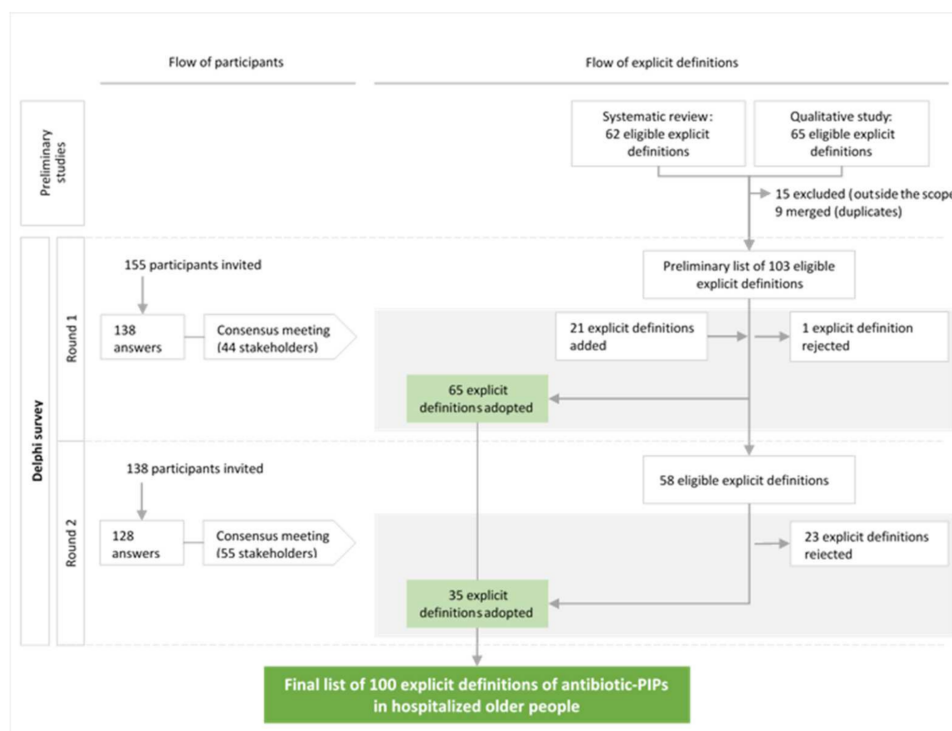 Flow of participants
Flow of explicit definitions
Preliminary
studies
Systematic review:
62 eligible explicit
definitions
Qualitative study:
65 eligible explicit
definitions
15 excluded (outside the scope
9 merged (duplicates)
Delphi survey
Round 1
155 participants invited
Preliminary list of 103 eligible
explicit definitions
138
answers
Consensus meeting
(44 stakeholders)
21 explicit definitions
added
1 explicit definition
rejected
65 explicit
definitions adopted
Round 2
138 participants invited
58 eligible explicit definitions
128
answers
Consensus meeting
(55 stakeholders)
23 explicit definitions
rejected
35 explicit
definitions adopted
Final list of 100 explicit definitions of antibiotic-PIPs
in hospitalized older people